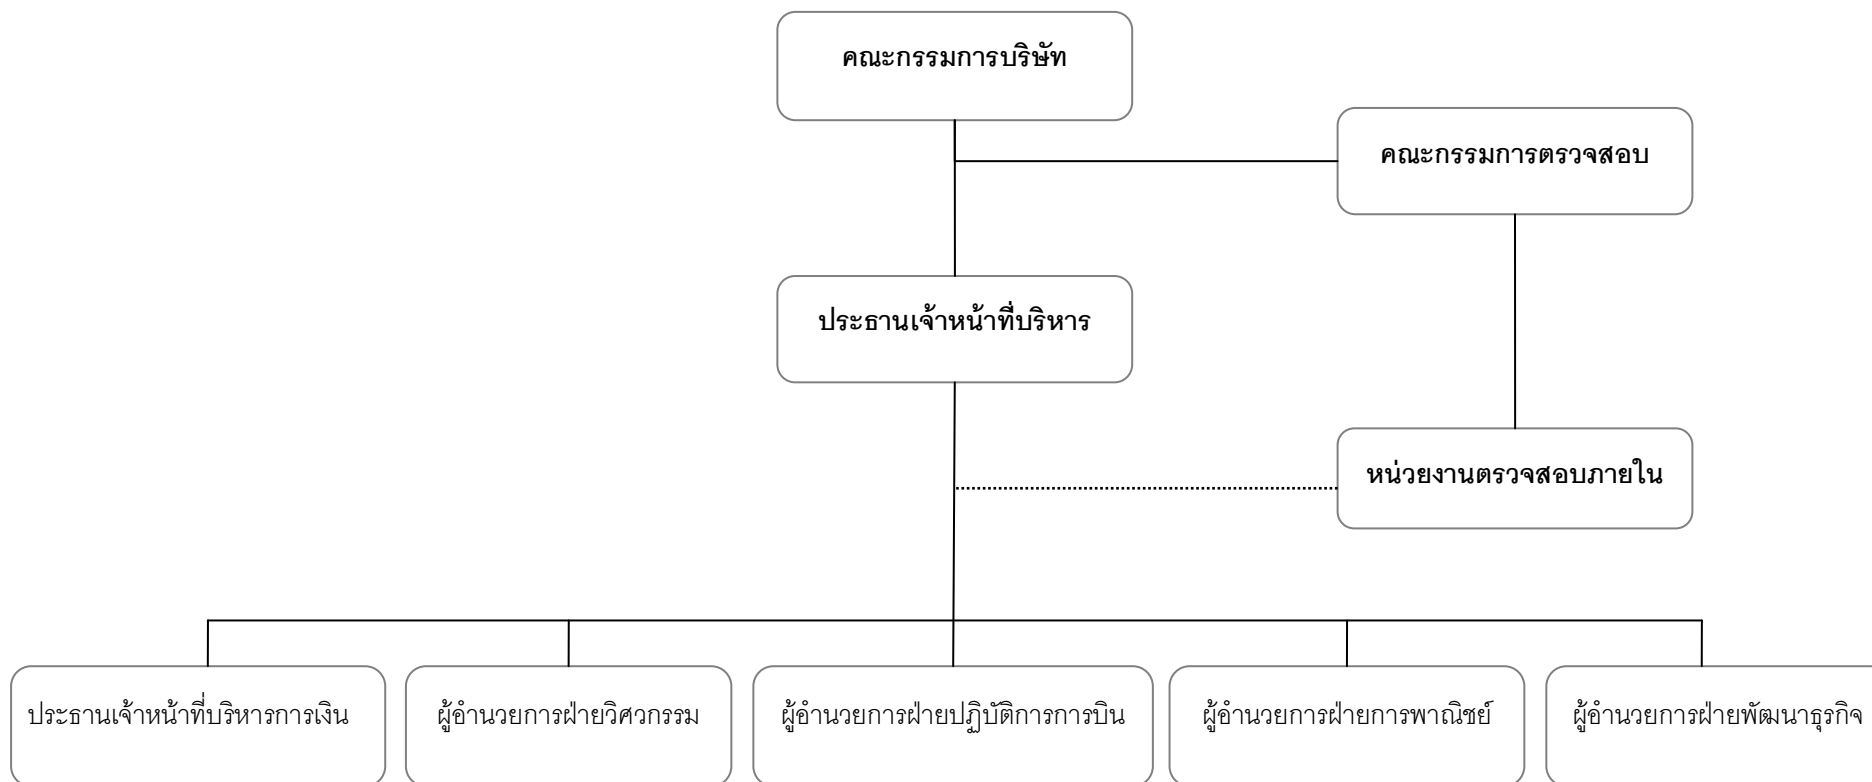 คณะกรรมการบริษัท
คณะกรรมการตรวจสอบ
ประธานเจ้าหน้าที่บริหาร
หน่วยงานตรวจสอบภายใน
ประธานเจ้าหน้าที่บริหารการเงิน
ผู้อำนวยการฝ่ายวิศวกรรม
ผู้อำนวยการฝ่ายปฏิบัติการการบิน
ผู้อำนวยการฝ่ายการพาณิชย์
ผู้อำนวยการฝ่ายพัฒนาธุรกิจ